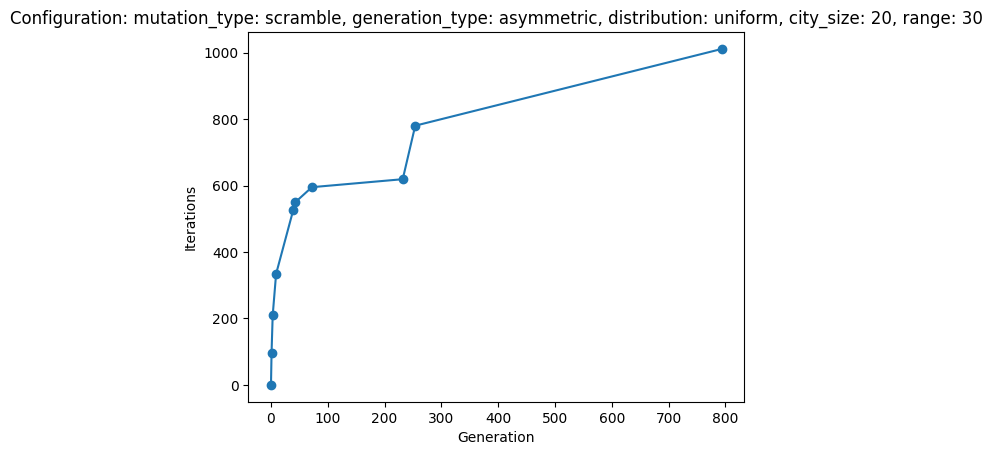 Configuration: mutation_type: scramble, generation_type: asymmetric, distribution: uniform, city_size: 20, range: 30
1000
800
600
400
200
0
Iterations
0 100 200 300 400 500 600 700 800
Generation